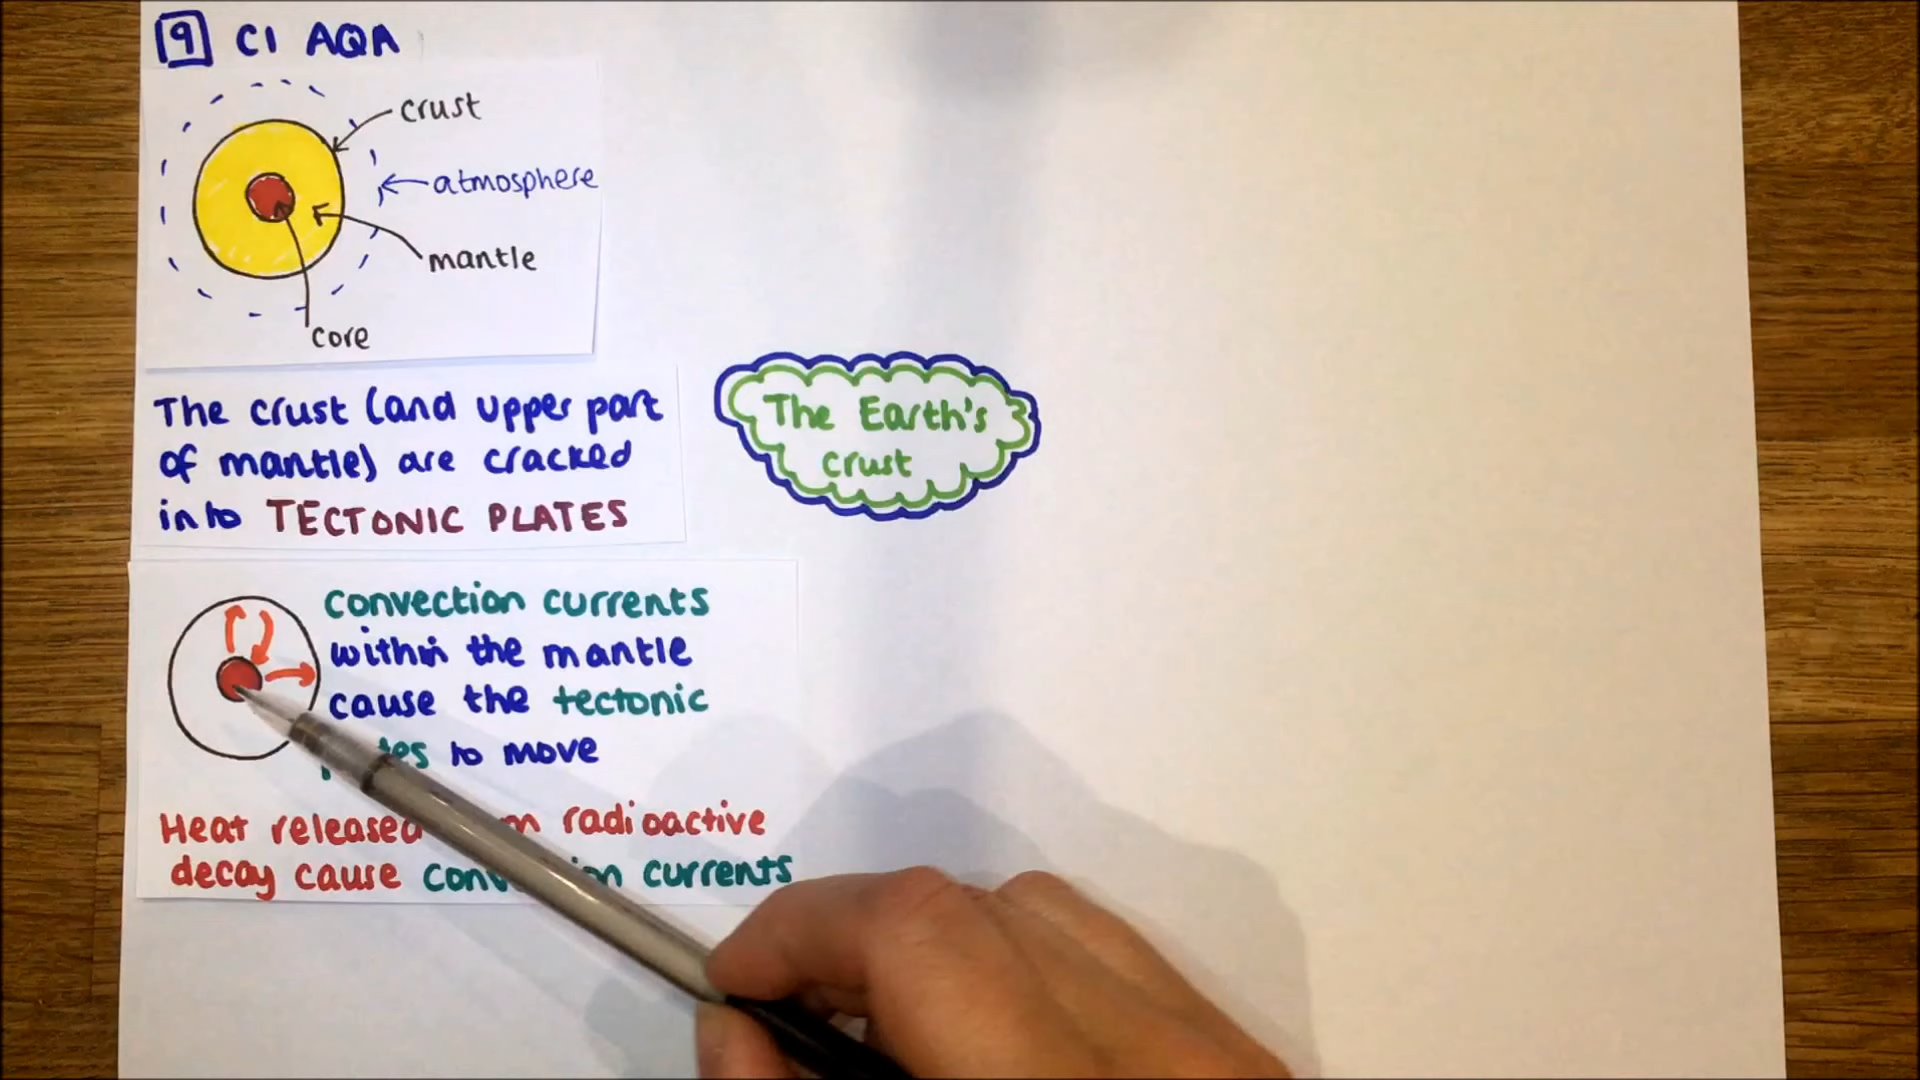 9 C1 AQA
crust
atmosphere
mantle
core
The crust (and upper part
of mantle) are cracked
into TECTONIC PLATES
The Earth's
crust
Convection currents
within the mantle
cause the tectonic
to move
Heat released radioactive
decay cause currents